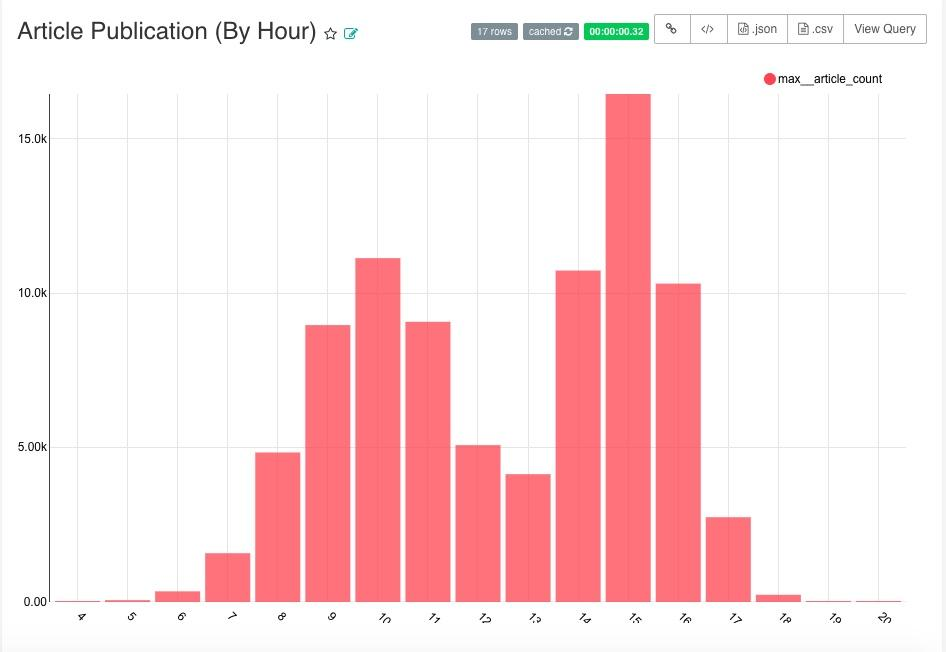 Article Publication (By Hour)
17 rows cached 00:00:00.32 .json .csv View Query
max__article_count
15.0k
10.0k
5.00k
0.00
4 5 6 7 8 9 10 11 12 13 14 15 16 17 18 19 20